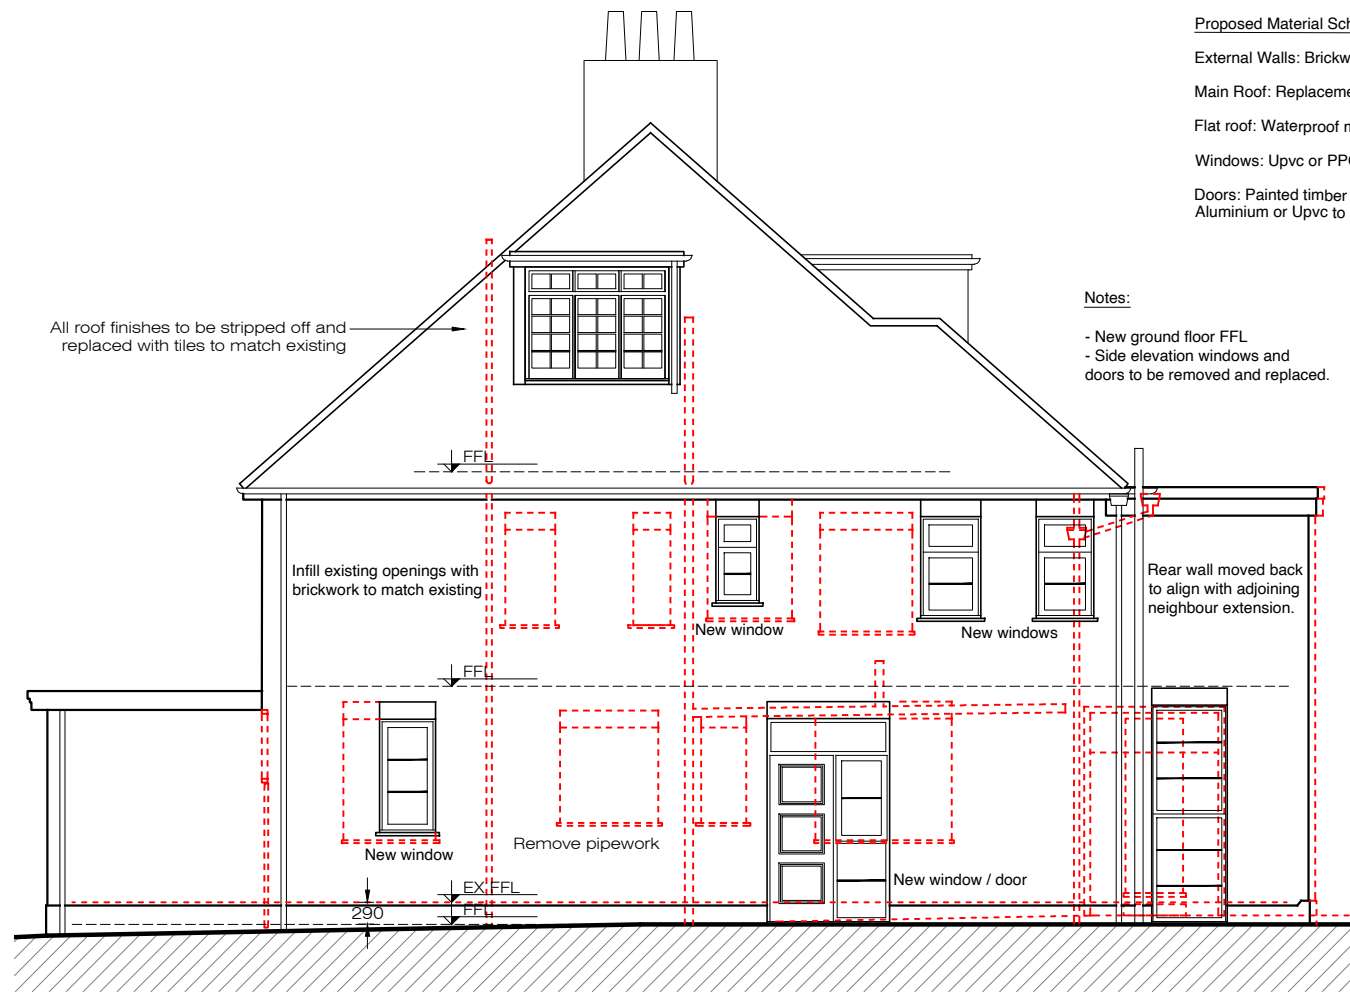 Proposed Material Sch
External Walls: Brickw
Main Roof: Replaceme
Flat roof: Waterproof m
Windows: Upvc or PP
Doors: Painted timber
Aluminium or Upvc to
Notes:
- New ground floor FFL
- Side elevation windows and
doors to be removed and replaced.
All roof finishes to be stripped off and
replaced with tiles to match existing
FFL
Infill existing openings with
brickwork to match existing
New window
New windows
Rear wall moved back
to align with adjoining
neighbour extension.
FFL
New window
Remove pipework
New window / door
EX FFL
290
FFL